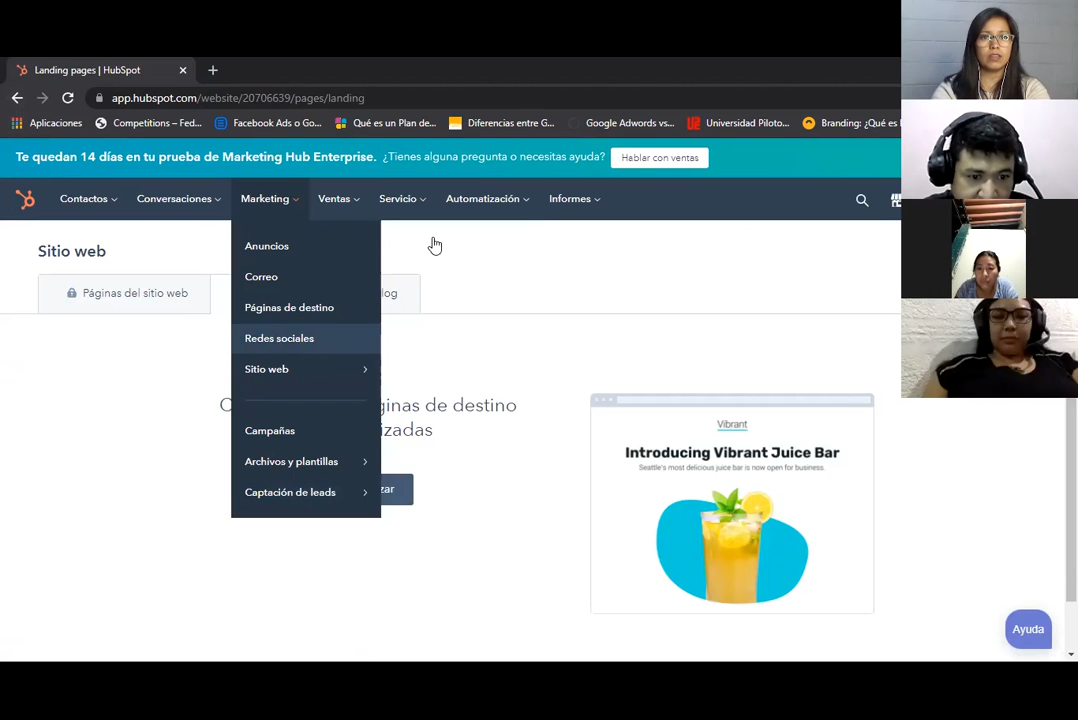 Landing pages | HubSpot
app.hubspot.com/website/20706639/pages/landing
Aplicaciones
Competitions – Fed...
Facebook Ads o Go...
Qué es un Plan de...
Diferencias entre G...
Google Adwords vs...
Universidad Piloto...
Branding: ¿Qué es l
Te quedan 14 días en tu prueba de Marketing Hub Enterprise. ¿Tienes alguna pregunta o necesitas ayuda? Hablar con ventas
Contactos
Conversaciones
Marketing
Ventas
Servicio
Automatización
Informes
Sitio web
Páginas del sitio web
log
Anuncios
Correo
Páginas de destino
Redes sociales
Sitio web
Campañas
Archivos y plantillas
Captación de leads
C
ginas de destino
izadas
zar
Vibrant
Introducing Vibrant Juice Bar
Seattle's most delicious juice bar is now open for business.
Ayuda